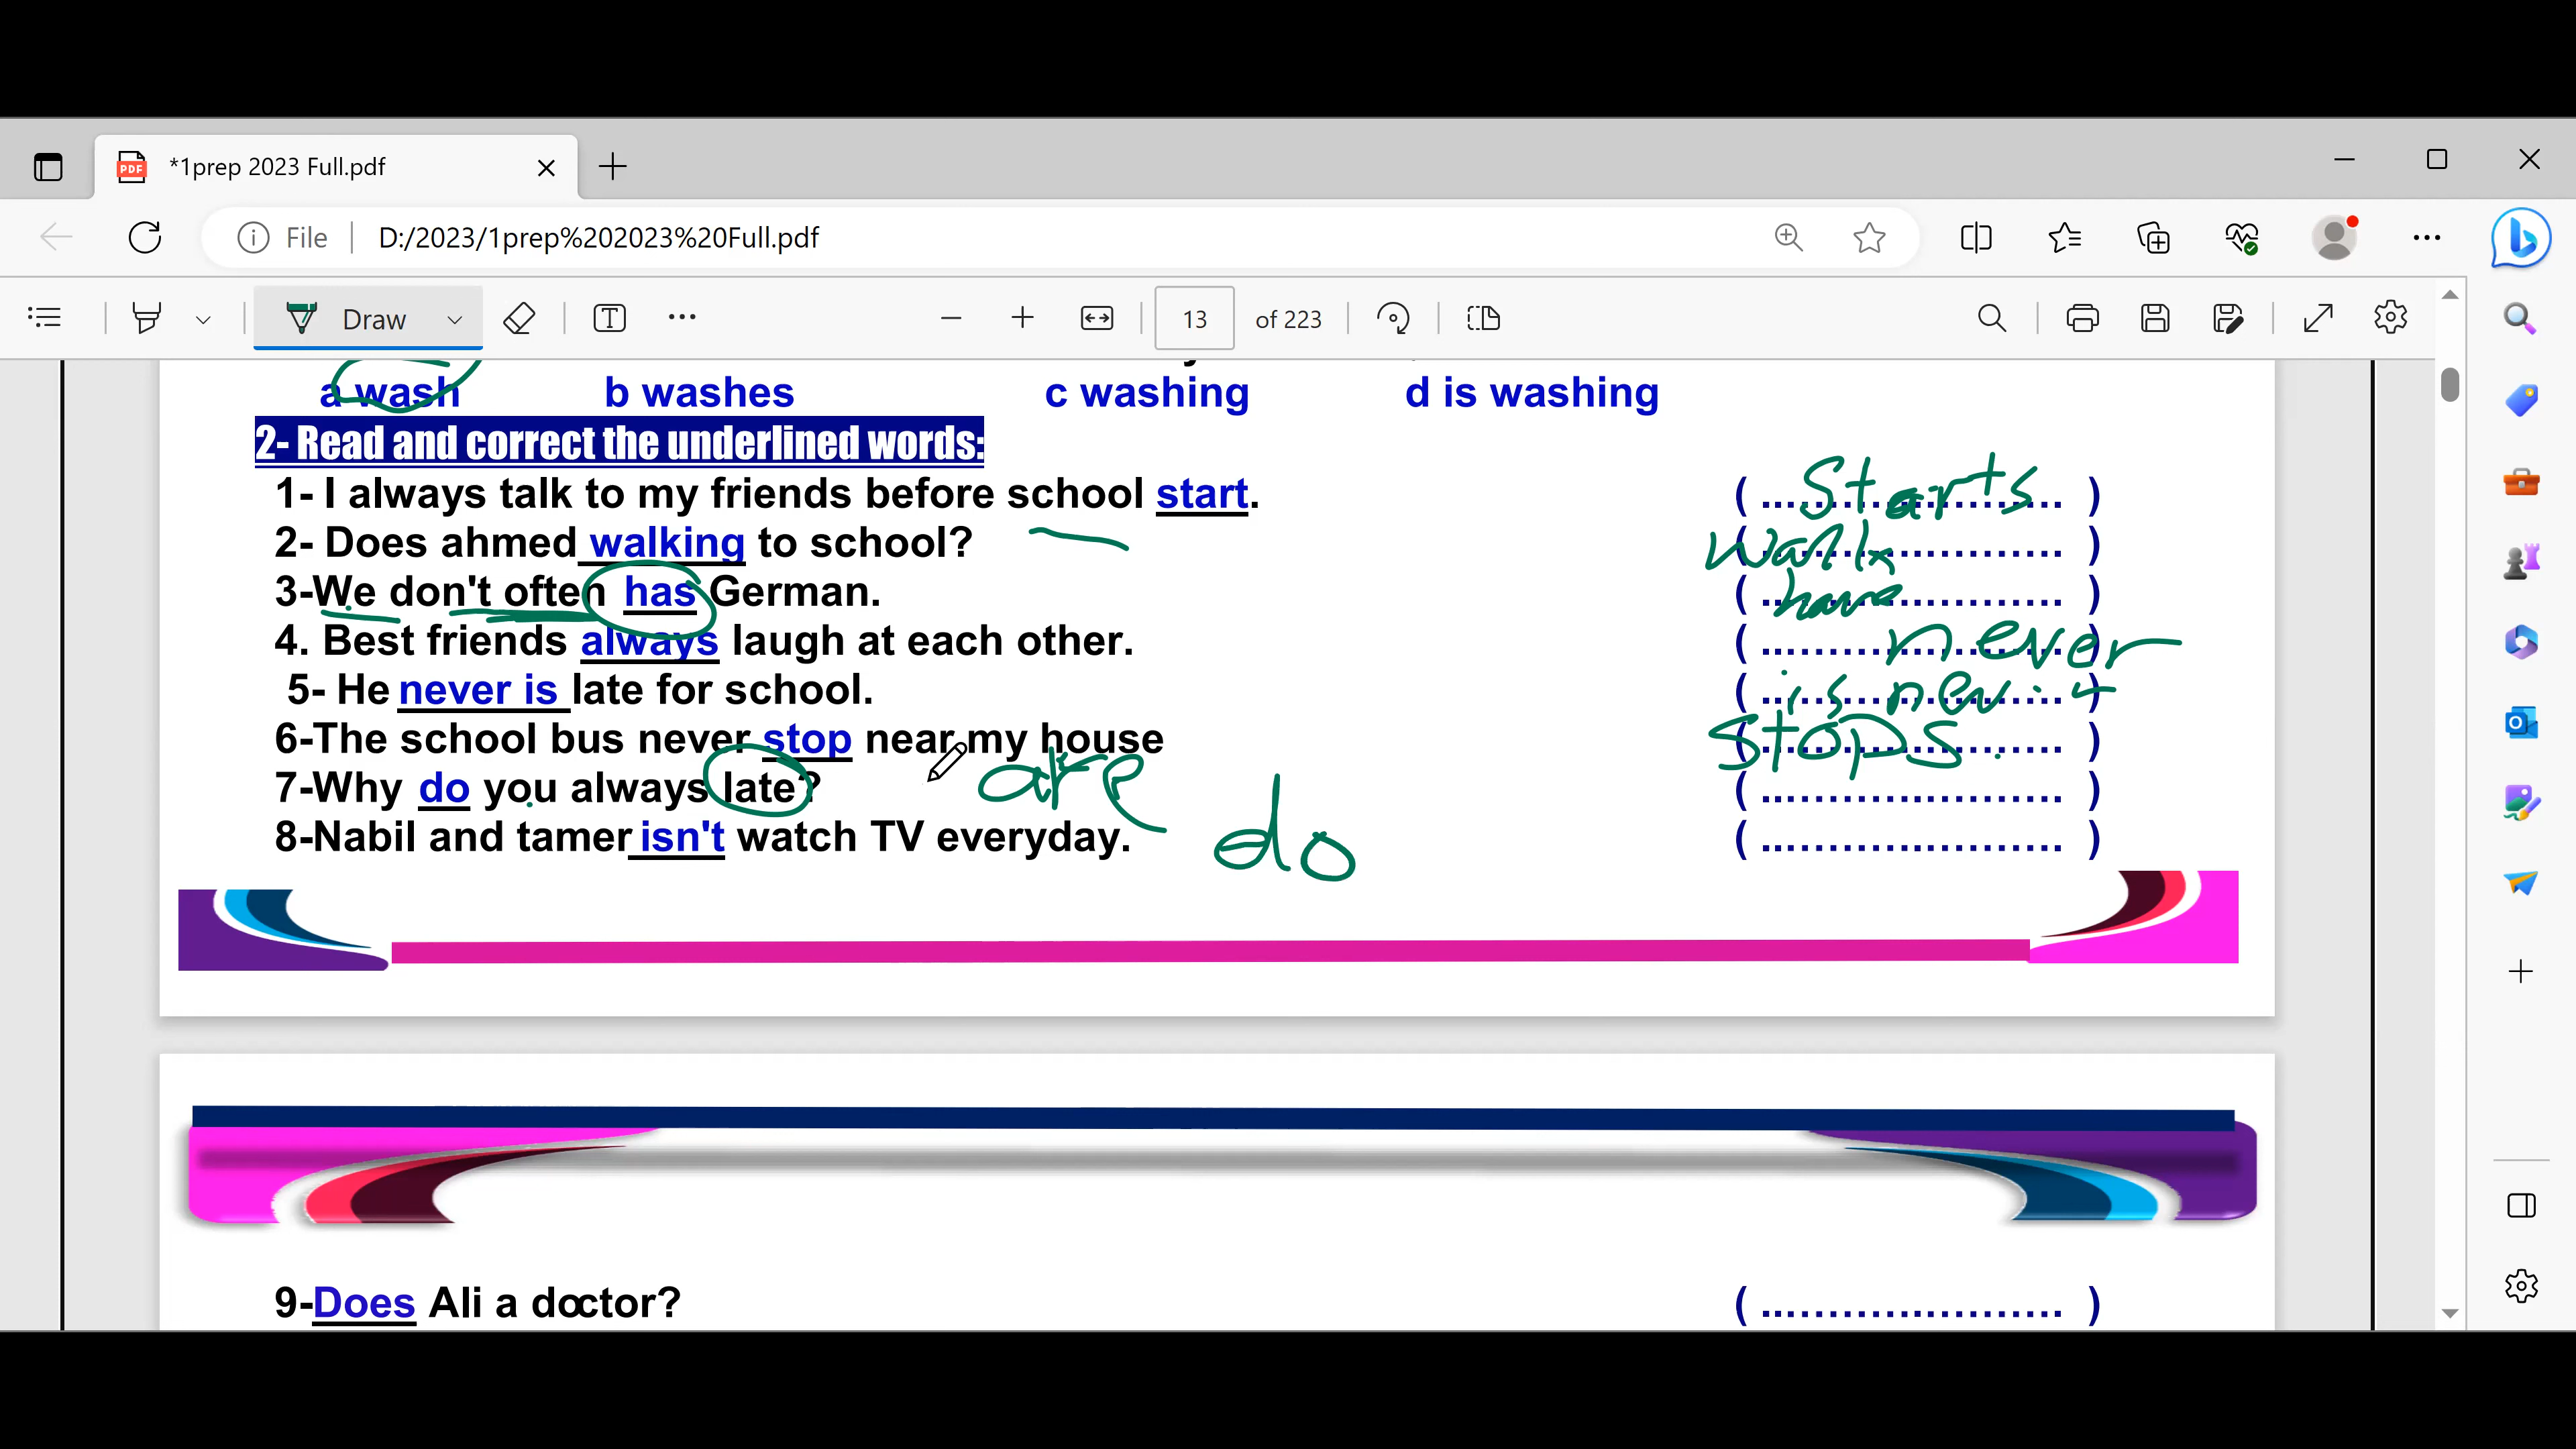 *1prep 2023 Full.pdf
File D:/2023/1prep%202023%20Full.pdf
Draw 13 of 223
a wash b washes c washing d is washing
2- Read and correct the underlined words:
1- I always talk to my friends before school start. (...................... ) Starts
2- Does ahmed walking to school? (...................... ) walk
3-We don't often has German. (...................... ) have
4. Best friends always laugh at each other. (...................... ) never
5- He never is late for school. (...................... ) is never
6-The school bus never stop near my house (...................... ) Stops.
7-Why do you always late? are (...................... )
8-Nabil and tamer isn't watch TV everyday. do (...................... )
9-Does Ali a doctor? (...................... )